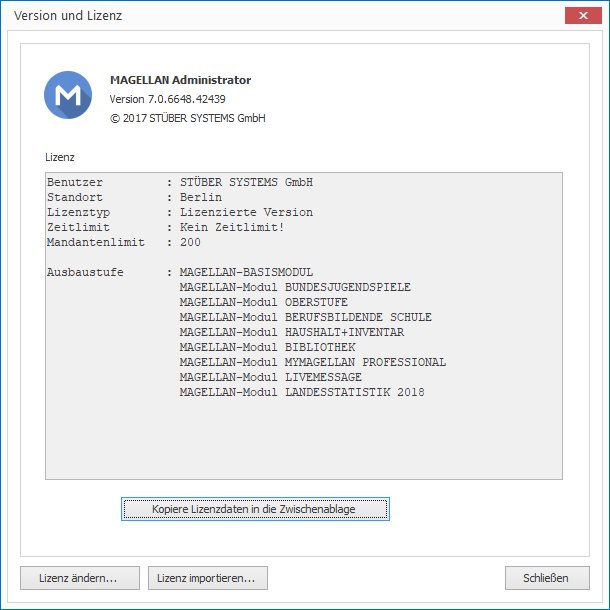 Version und Lizenz
M
MAGELLAN Administrator
Version 7.0.6648.42439
© 2017 STÜBER SYSTEMS GmbH
Lizenz
Benutzer : STÜBER SYSTEMS GmbH
Standort : Berlin
Lizenztyp : Lizenzierte Version
Zeitlimit : Kein Zeitlimit!
Mandantenlimit : 200
Ausbaustufe : MAGELLAN-BASISMODUL
MAGELLAN-Modul BUNDESJUGENDSPIELE
MAGELLAN-Modul OBERSTUFE
MAGELLAN-Modul BERUFSBILDENDE SCHULE
MAGELLAN-Modul HAUSHALT+INVENTAR
MAGELLAN-Modul BIBLIOTHEK
MAGELLAN-Modul MYMAGELLAN PROFESSIONAL
MAGELLAN-Modul LIVEMESSAGE
MAGELLAN-Modul LANDESSTATISTIK 2018
Kopiere Lizenzdaten in die Zwischenablage
Lizenz ändern... Lizenz importieren... Schließen